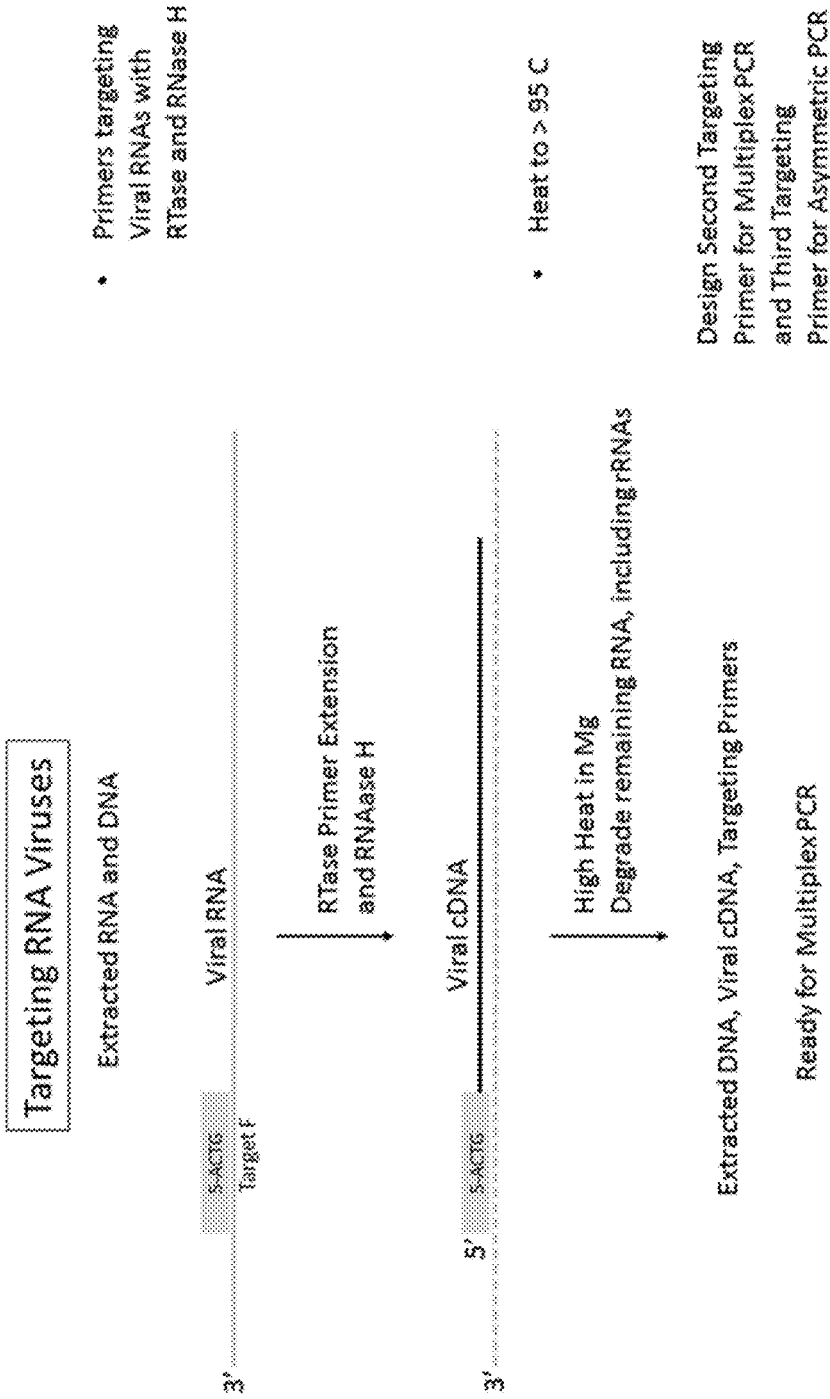 Targeting RNA Viruses
Extracted RNA and DNA
• Primers targeting
Viral RNAs with
RTase and RNase H
Viral RNA
S-ACTG
Target F
3'
RTase Primer Extension
and RNAase H
Viral cDNA
5'
S-ACTG
3'
• Heat to > 95 C
High Heat in Mg
Degrade remaining RNA, including rRNAs
Extracted DNA, Viral cDNA, Targeting Primers
Ready for Multiplex PCR
Design Second Targeting
Primer for Multiplex PCR
and Third Targeting
Primer for Asymmetric PCR